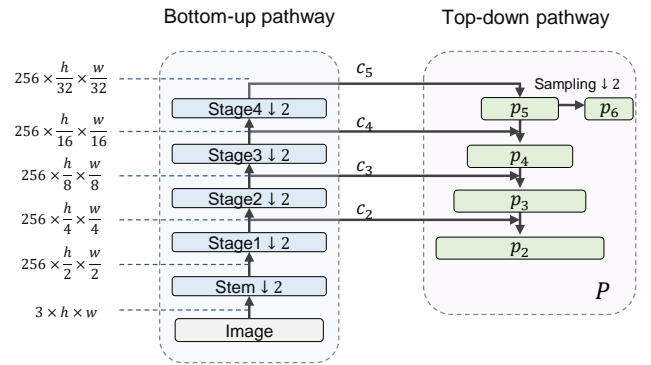 Bottom-up pathway
Top-down pathway
256 × h/32 × w/32
c5
Sampling ↓ 2
Stage4 ↓ 2
p5
p6
256 × h/16 × w/16
c4
Stage3 ↓ 2
p4
256 × h/8 × w/8
c3
Stage2 ↓ 2
p3
256 × h/4 × w/4
c2
Stage1 ↓ 2
p2
256 × h/2 × w/2
Stem ↓ 2
P
3 × h × w
Image